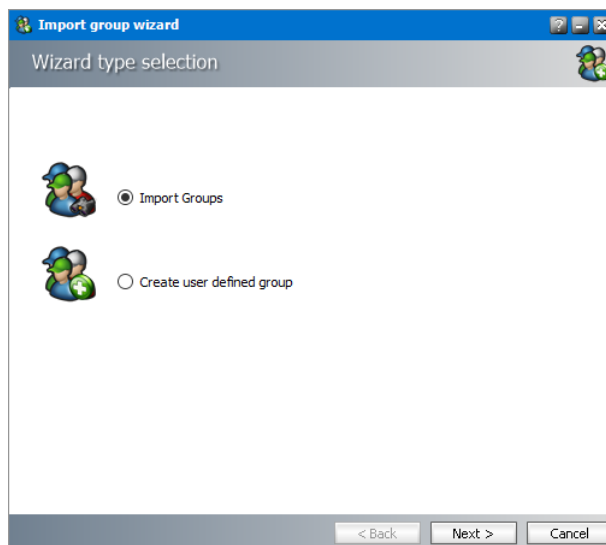 Import group wizard
Wizard type selection
Import Groups
Create user defined group
< Back Next > Cancel